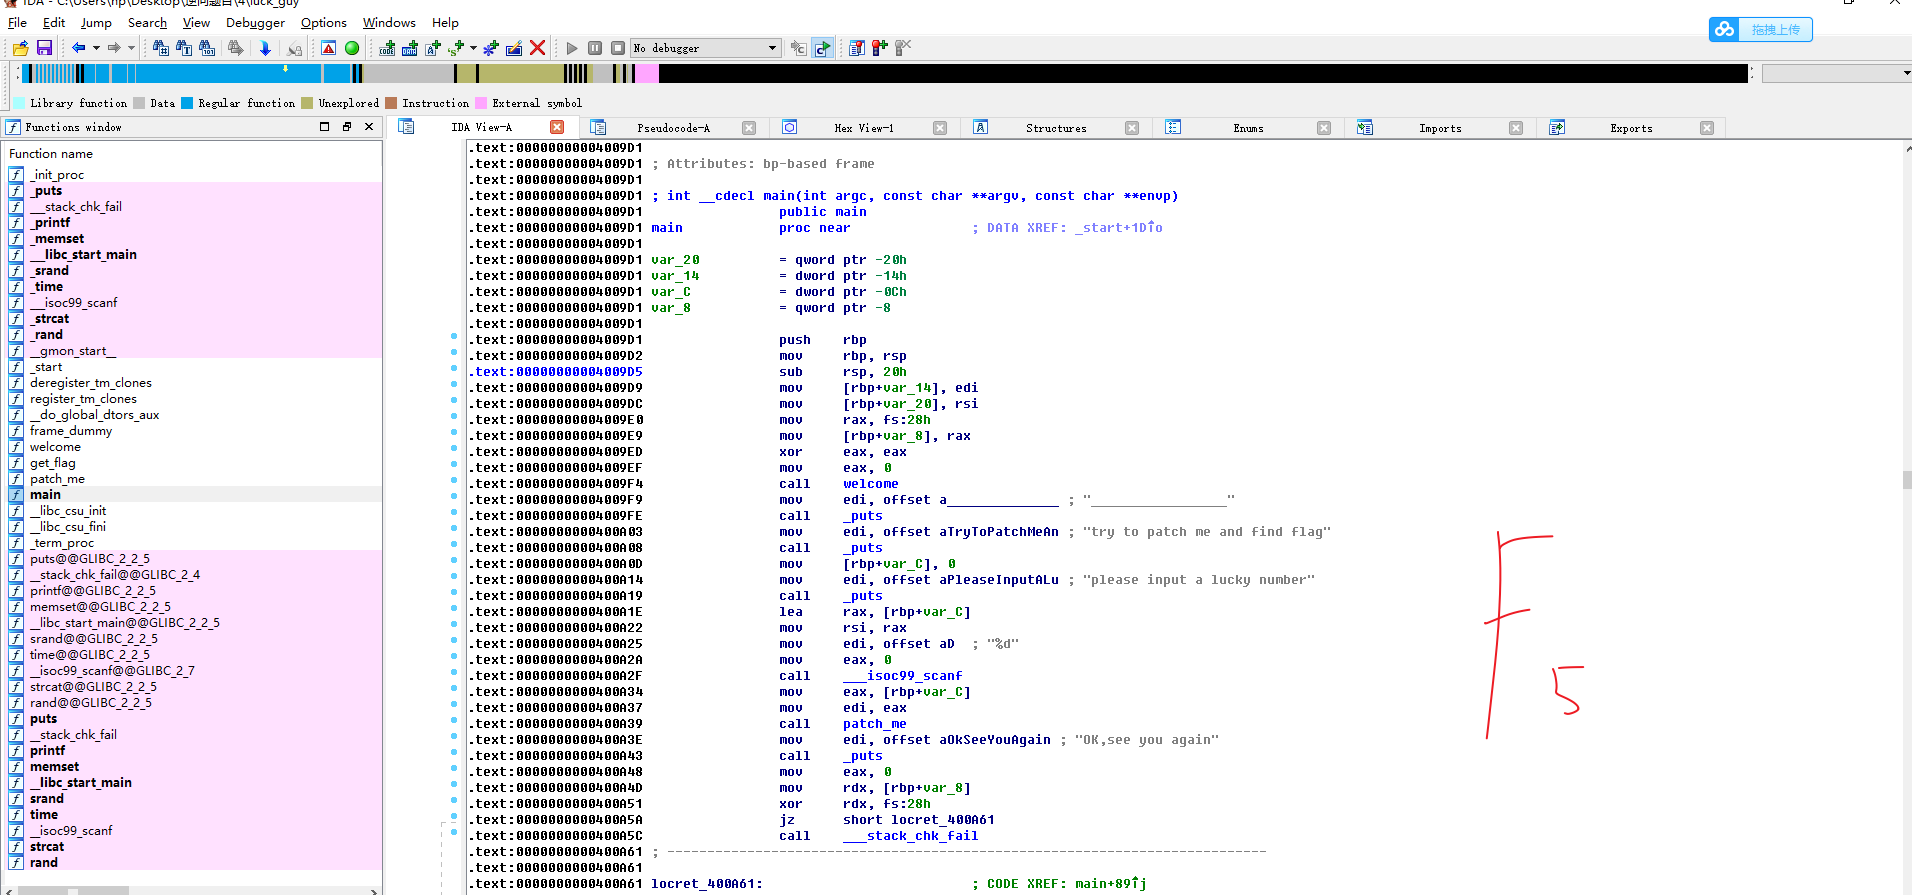 IDA - C:\Users\hp\Desktop\逆向题目\4\luck_guy
File Edit Jump Search View Debugger Options Windows Help
拖拽上传
No debugger
Library function Data Regular function Unexplored Instruction External symbol
Functions window
IDA View-A Pseudocode-A Hex View-1 Structures Enums Imports Exports
Function name
_init_proc
_puts
__stack_chk_fail
_printf
_memset
__libc_start_main
_srand
_time
__isoc99_scanf
_strcat
_rand
__gmon_start__
_start
deregister_tm_clones
register_tm_clones
__do_global_dtors_aux
frame_dummy
welcome
get_flag
patch_me
main
__libc_csu_init
__libc_csu_fini
_term_proc
puts@@GLIBC_2_2_5
__stack_chk_fail@@GLIBC_2_4
printf@@GLIBC_2_2_5
memset@@GLIBC_2_2_5
__libc_start_main@@GLIBC_2_2_5
srand@@GLIBC_2_2_5
time@@GLIBC_2_2_5
__isoc99_scanf@@GLIBC_2_7
strcat@@GLIBC_2_2_5
rand@@GLIBC_2_2_5
puts
__stack_chk_fail
printf
memset
__libc_start_main
srand
time
__isoc99_scanf
strcat
rand
.text:00000000004009D1
.text:00000000004009D1 ; Attributes: bp-based frame
.text:00000000004009D1
.text:00000000004009D1 ; int __cdecl main(int argc, const char **argv, const char **envp)
.text:00000000004009D1 public main
.text:00000000004009D1 main proc near ; DATA XREF: _start+1D↑o
.text:00000000004009D1
.text:00000000004009D1 var_20 = qword ptr -20h
.text:00000000004009D1 var_14 = dword ptr -14h
.text:00000000004009D1 var_C = dword ptr -0Ch
.text:00000000004009D1 var_8 = qword ptr -8
.text:00000000004009D1
.text:00000000004009D1 push rbp
.text:00000000004009D2 mov rbp, rsp
.text:00000000004009D5 sub rsp, 20h
.text:00000000004009D9 mov [rbp+var_14], edi
.text:00000000004009DC mov [rbp+var_20], rsi
.text:00000000004009E0 mov rax, fs:28h
.text:00000000004009E9 mov [rbp+var_8], rax
.text:00000000004009ED xor eax, eax
.text:00000000004009EF mov eax, 0
.text:00000000004009F4 call welcome
.text:00000000004009F9 mov edi, offset a______________ ; "_________________"
.text:00000000004009FE call _puts
.text:0000000000400A03 mov edi, offset aTryToPatchMeAn ; "try to patch me and find flag"
.text:0000000000400A08 call _puts
.text:0000000000400A0D mov [rbp+var_C], 0
.text:0000000000400A14 mov edi, offset aPleaseInputALu ; "please input a lucky number"
.text:0000000000400A19 call _puts
.text:0000000000400A1E lea rax, [rbp+var_C]
.text:0000000000400A22 mov rsi, rax
.text:0000000000400A25 mov edi, offset aD ; "%d"
.text:0000000000400A2A mov eax, 0
.text:0000000000400A2F call ___isoc99_scanf
.text:0000000000400A34 mov eax, [rbp+var_C]
.text:0000000000400A37 mov edi, eax
.text:0000000000400A39 call patch_me
.text:0000000000400A3E mov edi, offset aOkSeeYouAgain ; "OK,see you again"
.text:0000000000400A43 call _puts
.text:0000000000400A48 mov eax, 0
.text:0000000000400A4D mov rdx, [rbp+var_8]
.text:0000000000400A51 xor rdx, fs:28h
.text:0000000000400A5A jz short locret_400A61
.text:0000000000400A5C call ___stack_chk_fail
.text:0000000000400A61 ; ---------------------------------------------------------------------------
.text:0000000000400A61
.text:0000000000400A61 locret_400A61: ; CODE XREF: main+89↑j
F5